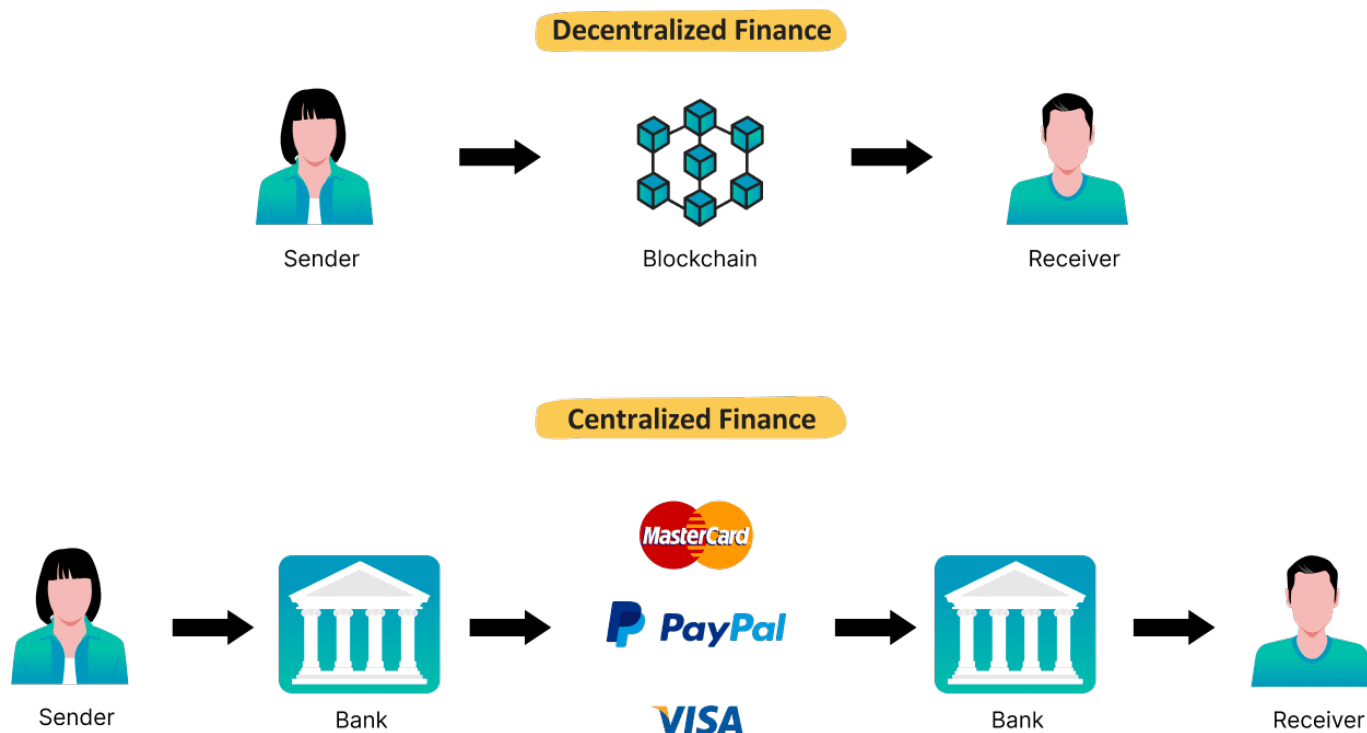 Decentralized Finance
Sender
Blockchain
Receiver
Centralized Finance
MasterCard
PayPal
VISA
Sender
Bank
Bank
Receiver